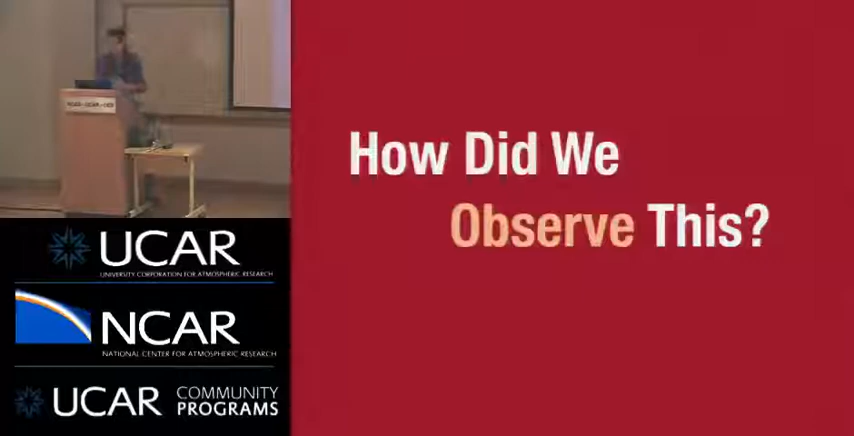 How Did We
Observe This?
UCAR
UNIVERSITY CORPORATION FOR ATMOSPHERIC RESEARCH
NCAR
NATIONAL CENTER FOR ATMOSPHERIC RESEARCH
UCAR COMMUNITY
PROGRAMS